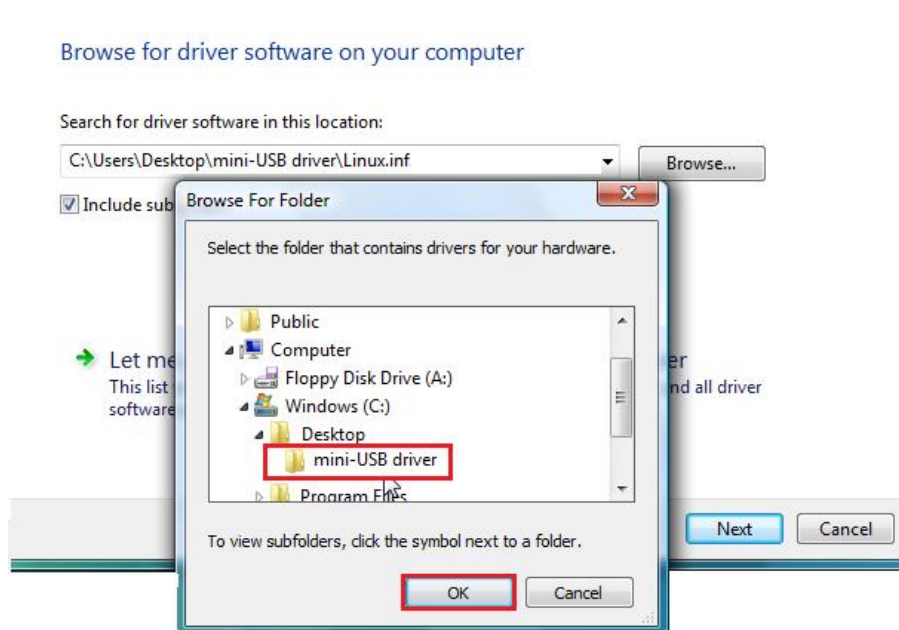 Browse for driver software on your computer
Search for driver software in this location:
C:\Users\Desktop\mini-USB driver\Linux.inf
Browse...
Include sub
Browse For Folder
Select the folder that contains drivers for your hardware.
Public
Computer
Floppy Disk Drive (A:)
Windows (C:)
Desktop
mini-USB driver
Program Files
To view subfolders, click the symbol next to a folder.
OK
Cancel
Let me
er
This list
nd all driver
software
Next
Cancel